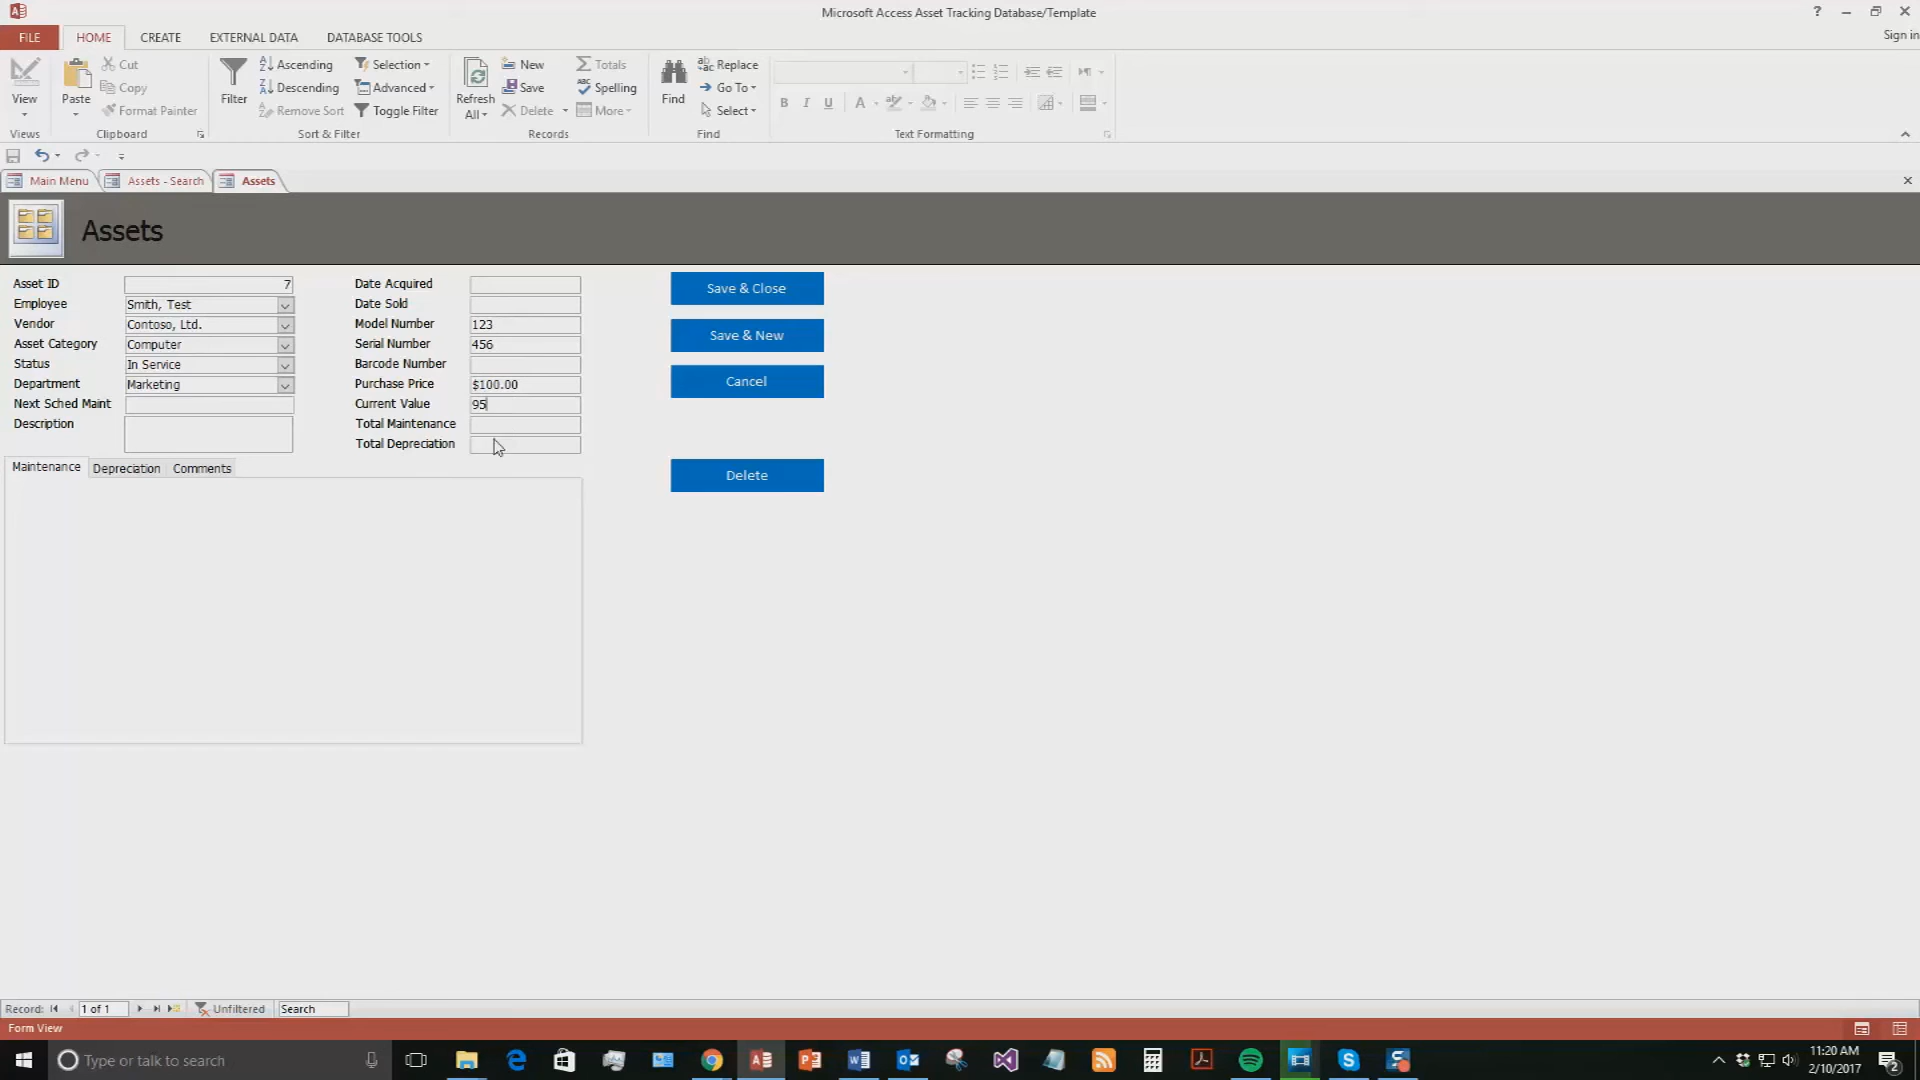 Microsoft Access Asset Tracking Database/Template
?
Sign in
FILE HOME CREATE EXTERNAL DATA DATABASE TOOLS
View
Views
Paste
Cut
Copy
Format Painter
Clipboard
Filter
Ascending
Descending
Remove Sort
Selection
Advanced
Toggle Filter
Sort & Filter
Refresh
All
New
Save
Delete
Totals
Spelling
More
Records
Find
Replace
Go To
Select
Find
B I U A
Text Formatting
Main Menu Assets - Search Assets
Assets
Asset ID 7
Employee Smith, Test
Vendor Contoso, Ltd.
Asset Category Computer
Status In Service
Department Marketing
Next Sched Maint
Description
Date Acquired
Date Sold
Model Number 123
Serial Number 456
Barcode Number
Purchase Price $100.00
Current Value 95
Total Maintenance
Total Depreciation
Save & Close
Save & New
Cancel
Delete
Maintenance Depreciation Comments
Record: 1 of 1 Unfiltered Search
Form View
Type or talk to search
11:20 AM
2/10/2017
2